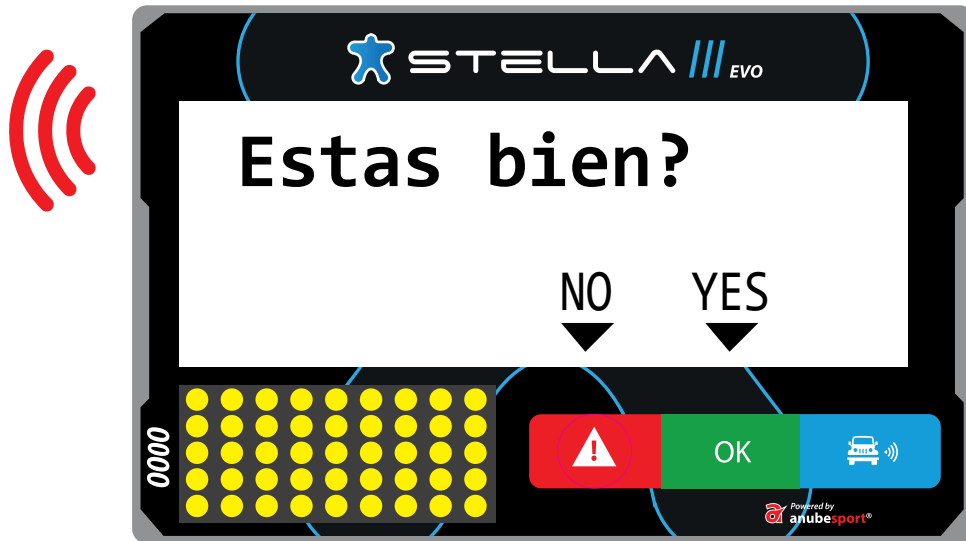 STELLA III EVO
Estas bien?
NO YES
0000
! OK
Powered by
anubesport®